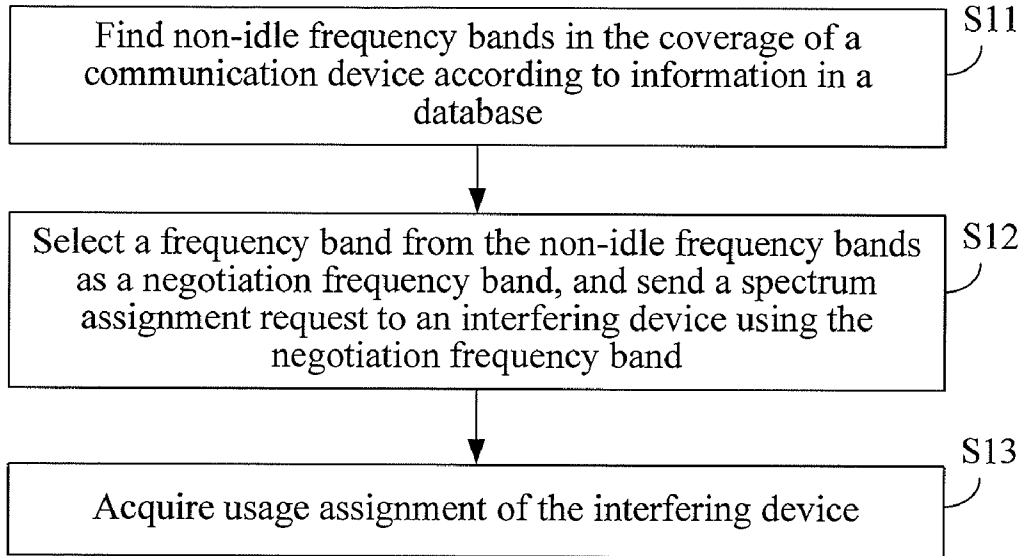 S11
Find non-idle frequency bands in the coverage of a
communication device according to information in a
database
S12
Select a frequency band from the non-idle frequency bands
as a negotiation frequency band, and send a spectrum
assignment request to an interfering device using the
negotiation frequency band
S13
Acquire usage assignment of the interfering device